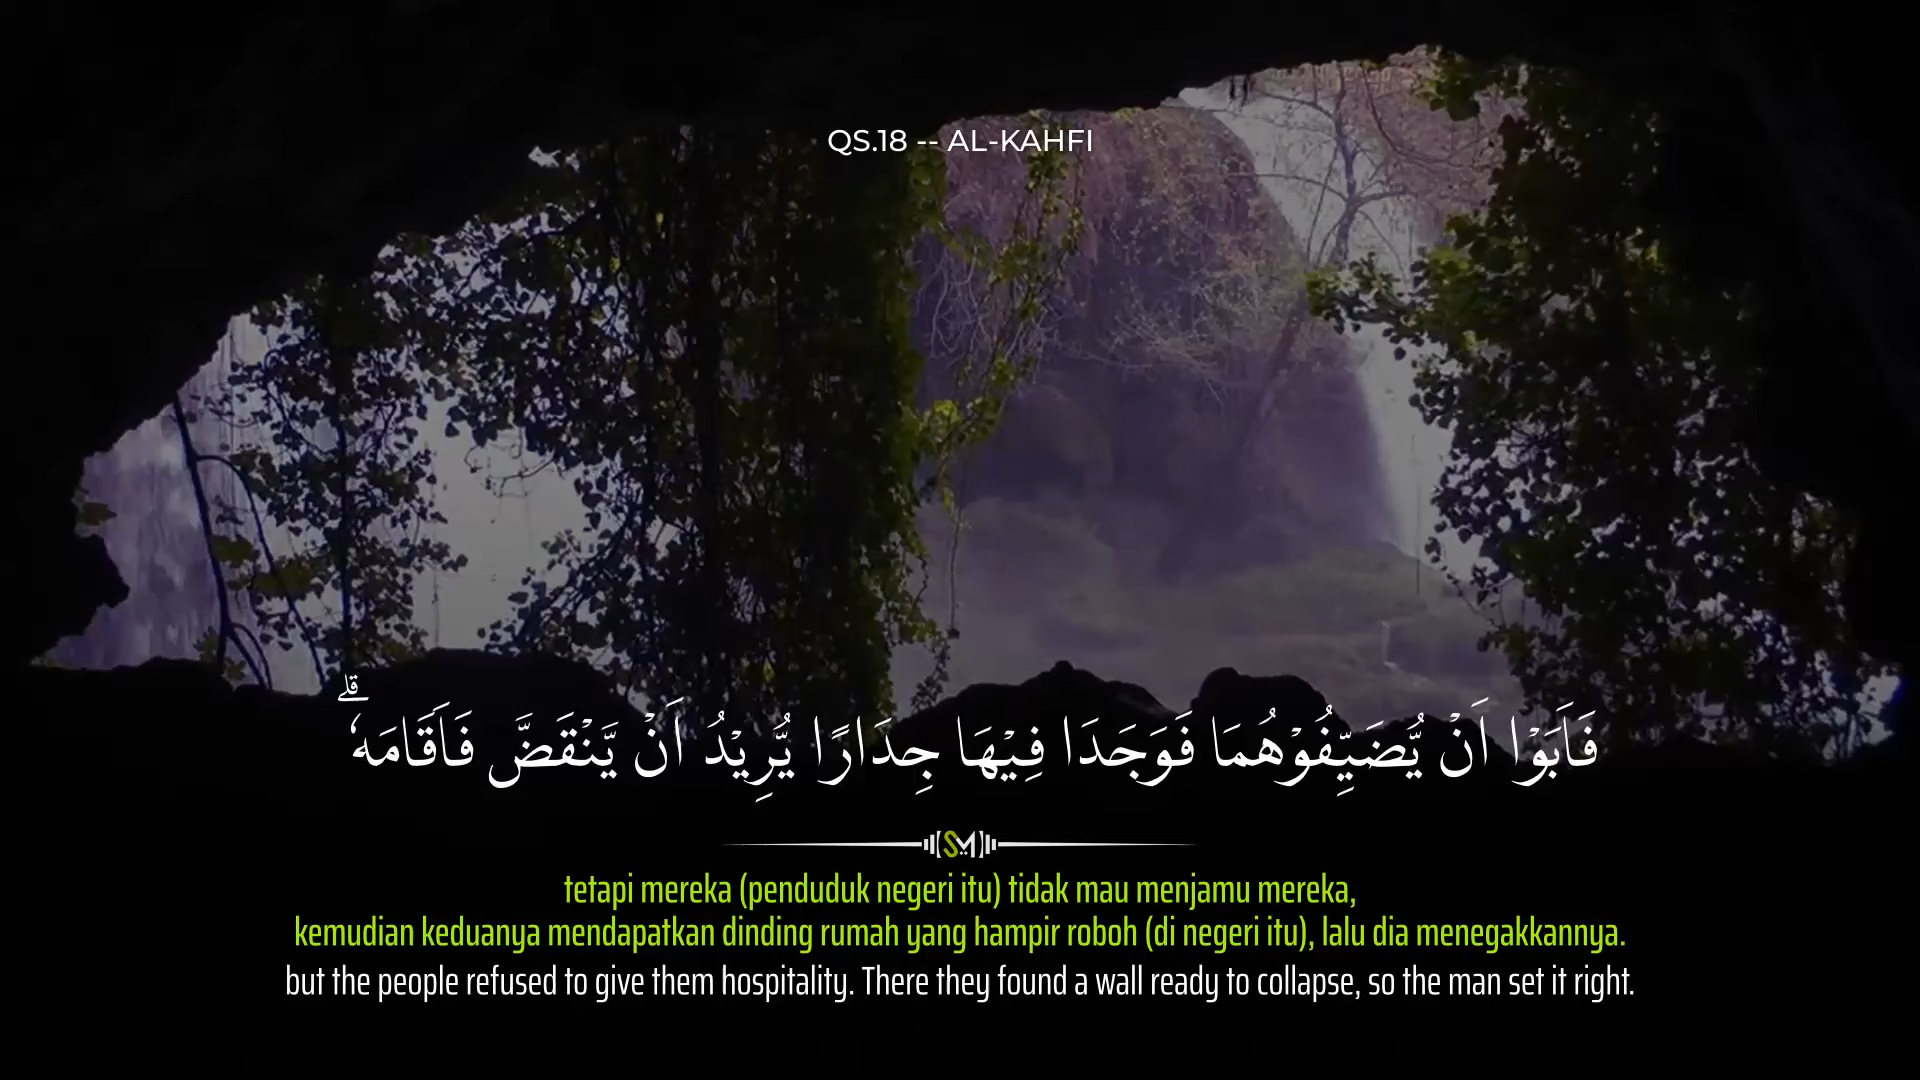 QS.18 -- AL-KAHFI
فَاَبَوْا اَنْ يُّضَيِّفُوْهُمَا فَوَجَدَا فِيْهَا جِدَارًا يُّرِيْدُ اَنْ يَّنْقَضَّ فَاَقَامَهٗ ۗ
SM
tetapi mereka (penduduk negeri itu) tidak mau menjamu mereka,
kemudian keduanya mendapatkan dinding rumah yang hampir roboh (di negeri itu), lalu dia menegakkannya.
but the people refused to give them hospitality. There they found a wall ready to collapse, so the man set it right.